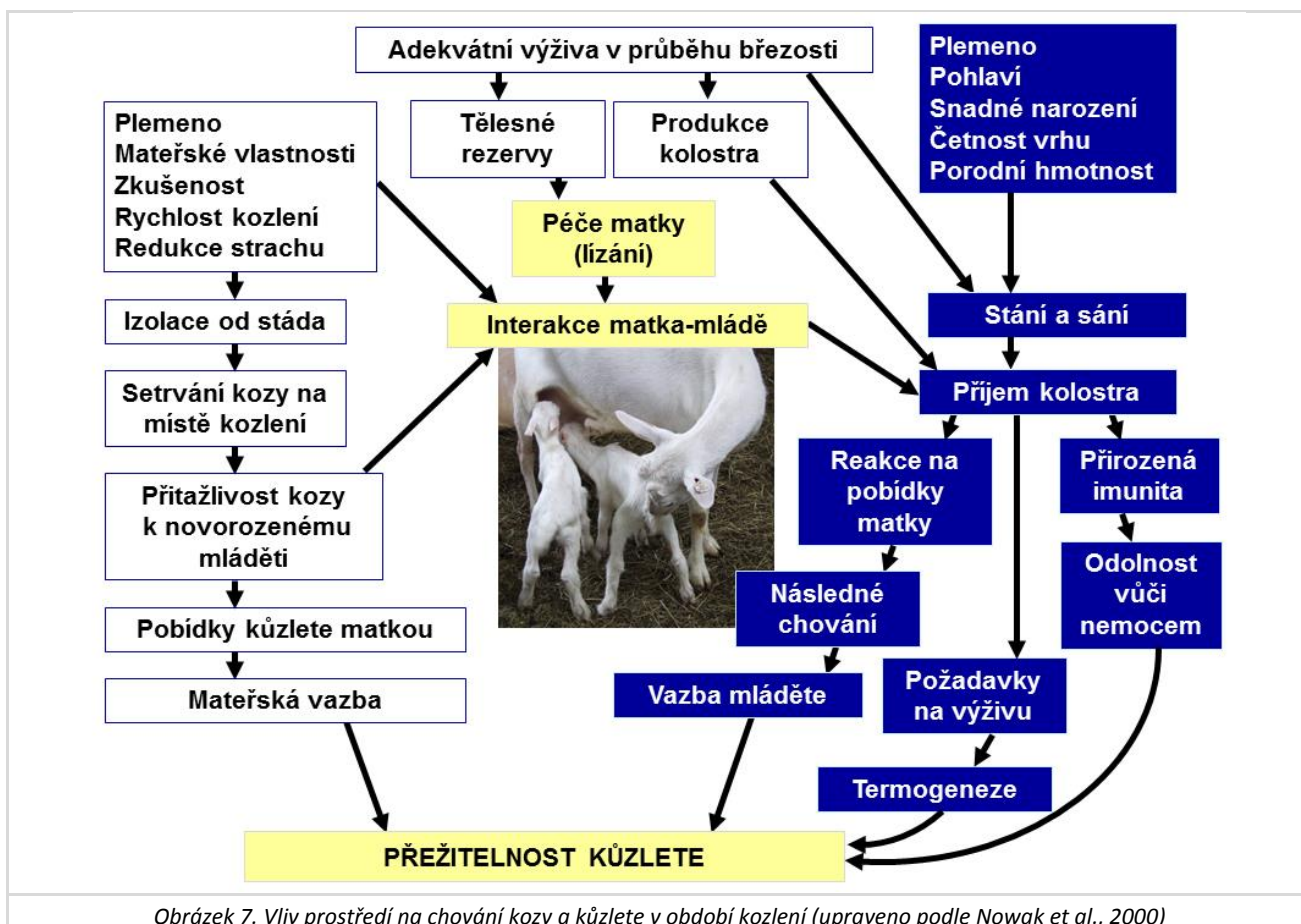 Adekvátní výživa v průběhu březosti
Plemeno
Pohlaví
Snadné narození
Četnost vrhu
Porodní hmotnost
Plemeno
Mateřské vlastnosti
Zkušenost
Rychlost kozlení
Redukce strachu
Tělesné
rezervy
Produkce
kolostra
Péče matky
(lízání)
Izolace od stáda
Interakce matka-mládě
Stání a sání
Setrvání kozy na
místě kozlení
Příjem kolostra
Reakce na
pobídky
matky
Přirozená
imunita
Přitažlivost kozy
k novorozenému
mláděti
Odolnost
vůči
nemocem
Následné
chování
Pobídky kůzlete matkou
Mateřská vazba
Vazba mláděte
Požadavky
na výživu
Termogeneze
PŘEŽITELNOST KŮZLETE
Obrázek 7. Vliv prostředí na chování kozy a kůzlete v období kozlení (upraveno podle Nowak et al., 2000)